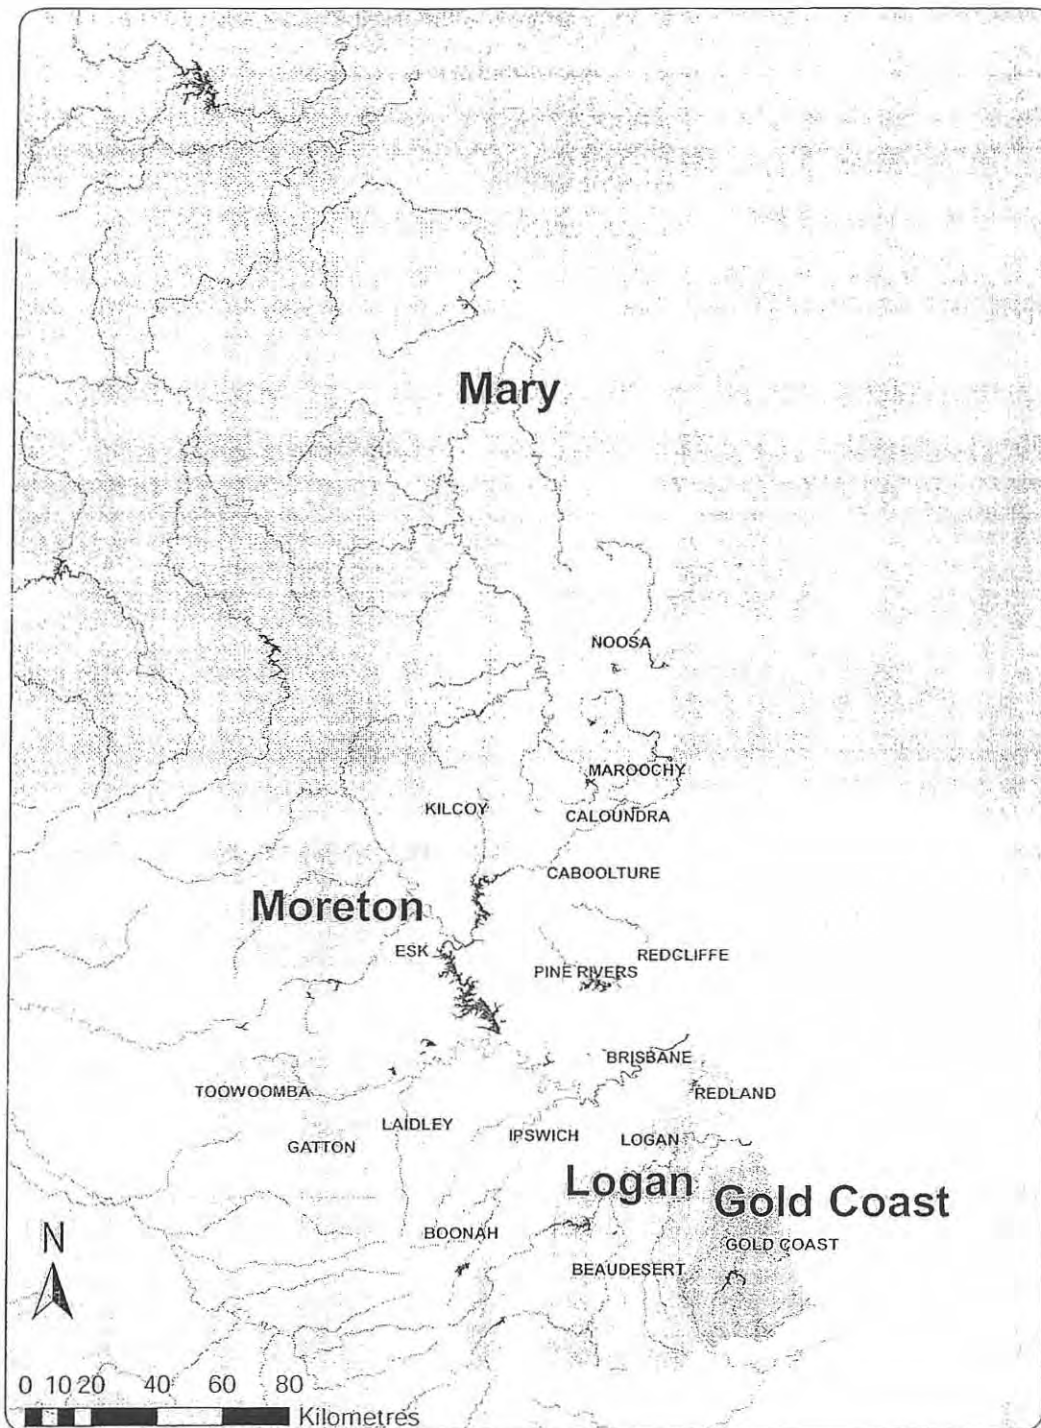 Mary
NOOSA
MAROOCHY
KILCOY
CALOUNDRA
CABOOLTURE
Moreton
ESK
REDCLIFFE
PINE RIVERS
BRISBANE
TOOWOOMBA
REDLAND
LAIDLEY
IPSWICH
LOGAN
GATTON
Logan
Gold Coast
BOONAH
GOLD COAST
N
BEAUDESERT
0 10 20 40 60 80
Kilometres